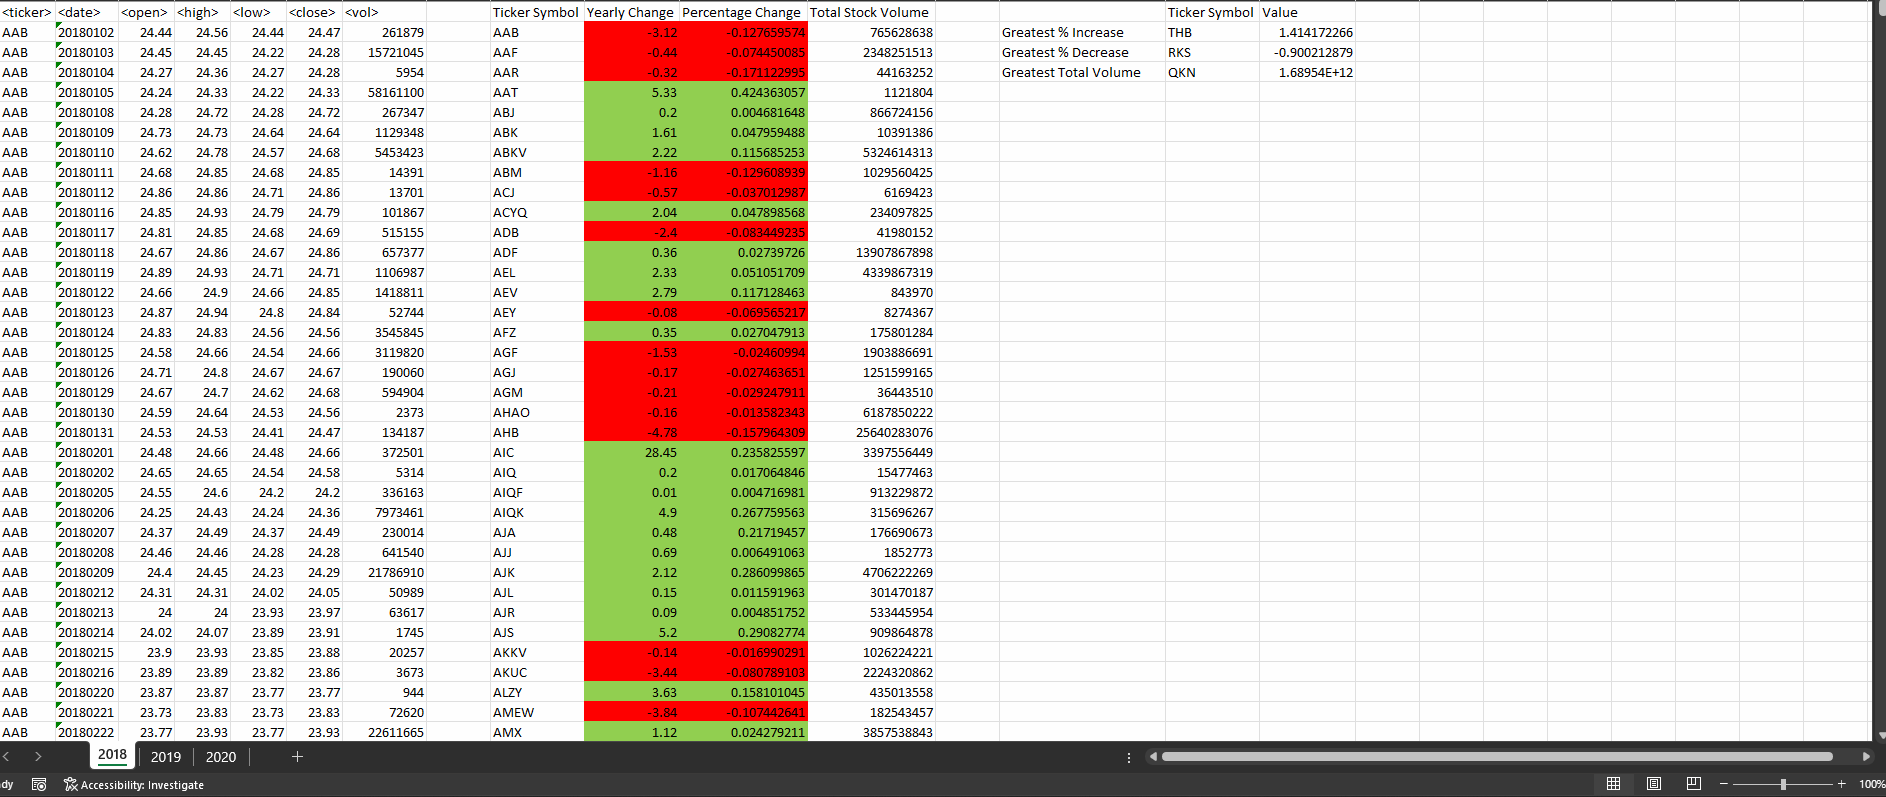 <ticker> <date> <open> <high> <low> <close> <vol> Ticker Symbol Yearly Change Percentage Change Total Stock Volume Ticker Symbol Value
AAB 20180102 24.44 24.56 24.44 24.47 261879 AAB -3.12 -0.127659574 765628638 Greatest % Increase THB 1.414172266
AAB 20180103 24.45 24.45 24.22 24.28 15721045 AAF -0.44 -0.074450085 2348251513 Greatest % Decrease RKS -0.900212879
AAB 20180104 24.27 24.36 24.27 24.28 5954 AAR -0.32 -0.171122995 44163252 Greatest Total Volume QKN 1.68954E+12
AAB 20180105 24.24 24.33 24.22 24.33 58161100 AAT 5.33 0.424363057 1121804
AAB 20180108 24.28 24.72 24.28 24.72 267347 ABJ 0.2 0.004681648 866724156
AAB 20180109 24.73 24.73 24.64 24.64 1129348 ABK 1.61 0.047959488 10391386
AAB 20180110 24.62 24.78 24.57 24.68 5453423 ABKV 2.22 0.115685253 5324614313
AAB 20180111 24.68 24.85 24.68 24.85 14391 ABM -1.16 -0.129608939 1029560425
AAB 20180112 24.86 24.86 24.71 24.86 13701 ACJ -0.57 -0.037012987 6169423
AAB 20180116 24.85 24.93 24.79 24.79 101867 ACYQ 2.04 0.047898568 234097825
AAB 20180117 24.81 24.85 24.68 24.69 515155 ADB -2.4 -0.083449235 41980152
AAB 20180118 24.67 24.86 24.67 24.86 657377 ADF 0.36 0.02739726 13907867898
AAB 20180119 24.89 24.93 24.71 24.71 1106987 AEL 2.33 0.051051709 4339867319
AAB 20180122 24.66 24.9 24.66 24.85 1418811 AEV 2.79 0.117128463 843970
AAB 20180123 24.87 24.94 24.8 24.84 52744 AEY -0.08 -0.069565217 8274367
AAB 20180124 24.83 24.83 24.56 24.56 3545845 AFZ 0.35 0.027047913 175801284
AAB 20180125 24.58 24.66 24.54 24.66 3119820 AGF -1.53 -0.02460994 1903886691
AAB 20180126 24.71 24.8 24.67 24.67 190060 AGJ -0.17 -0.027463651 1251599165
AAB 20180129 24.67 24.7 24.62 24.68 594904 AGM -0.21 -0.029247911 36443510
AAB 20180130 24.59 24.64 24.53 24.56 2373 AHAO -0.16 -0.013582343 6187850222
AAB 20180131 24.53 24.53 24.41 24.47 134187 AHB -4.78 -0.157964309 25640283076
AAB 20180201 24.48 24.66 24.48 24.66 372501 AIC 28.45 0.235825597 3397556449
AAB 20180202 24.65 24.65 24.54 24.58 5314 AIQ 0.2 0.017064846 15477463
AAB 20180205 24.55 24.6 24.2 24.2 336163 AIQF 0.01 0.004716981 913229872
AAB 20180206 24.25 24.43 24.24 24.36 7973461 AIQK 4.9 0.267759563 315696267
AAB 20180207 24.37 24.49 24.37 24.49 230014 AJA 0.48 0.21719457 176690673
AAB 20180208 24.46 24.46 24.28 24.28 641540 AJJ 0.69 0.006491063 1852773
AAB 20180209 24.4 24.45 24.23 24.29 21786910 AJK 2.12 0.286099865 4706222269
AAB 20180212 24.31 24.31 24.02 24.05 50989 AJL 0.15 0.011591963 301470187
AAB 20180213 24 24 23.93 23.97 63617 AJR 0.09 0.004851752 533445954
AAB 20180214 24.02 24.07 23.89 23.91 1745 AJS 5.2 0.29082774 909864878
AAB 20180215 23.9 23.93 23.85 23.88 20257 AKKV -0.14 -0.016990291 1026224221
AAB 20180216 23.89 23.89 23.82 23.86 3673 AKUC -3.44 -0.080789103 2224320862
AAB 20180220 23.87 23.87 23.77 23.77 944 ALZY 3.63 0.158101045 435013558
AAB 20180221 23.73 23.83 23.73 23.83 72620 AMEW -3.84 -0.107442641 182543457
AAB 20180222 23.77 23.93 23.77 23.93 22611665 AMX 1.12 0.024279211 3857538843
2018 2019 2020
dy Accessibility: Investigate 100%